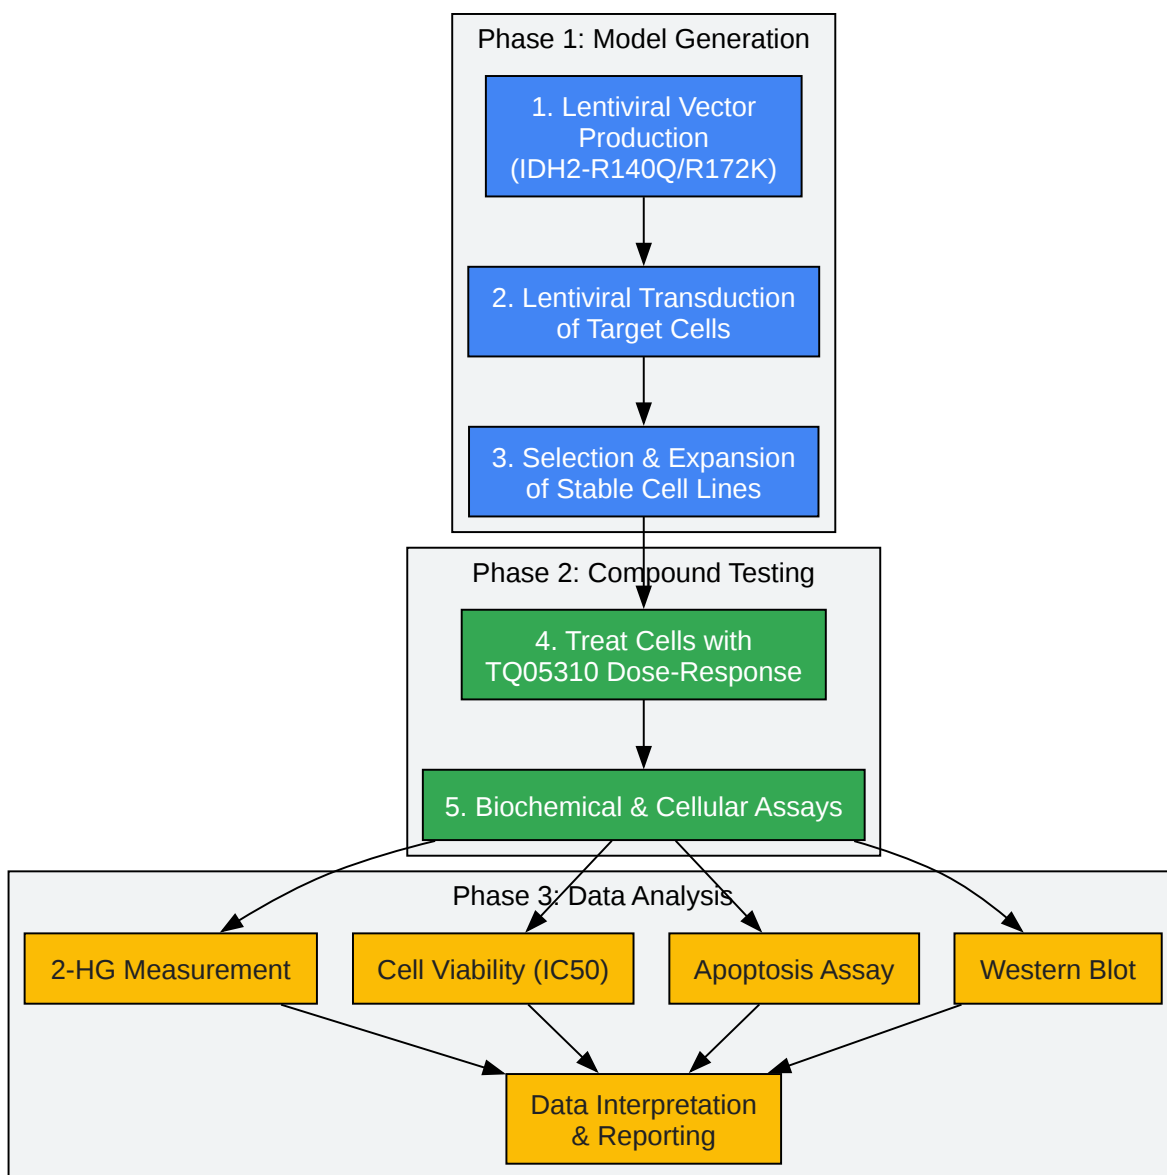 Phase 1: Model Generation
1. Lentiviral Vector
Production
(IDH2-R140Q/R172K)
2. Lentiviral Transduction
of Target Cells
3. Selection & Expansion
of Stable Cell Lines
Phase 2: Compound Testing
4. Treat Cells with
TQ05310 Dose-Response
5. Biochemical & Cellular Assays
Phase 3: Data Analysis
2-HG Measurement
Cell Viability (IC50)
Apoptosis Assay
Western Blot
Data Interpretation
& Reporting